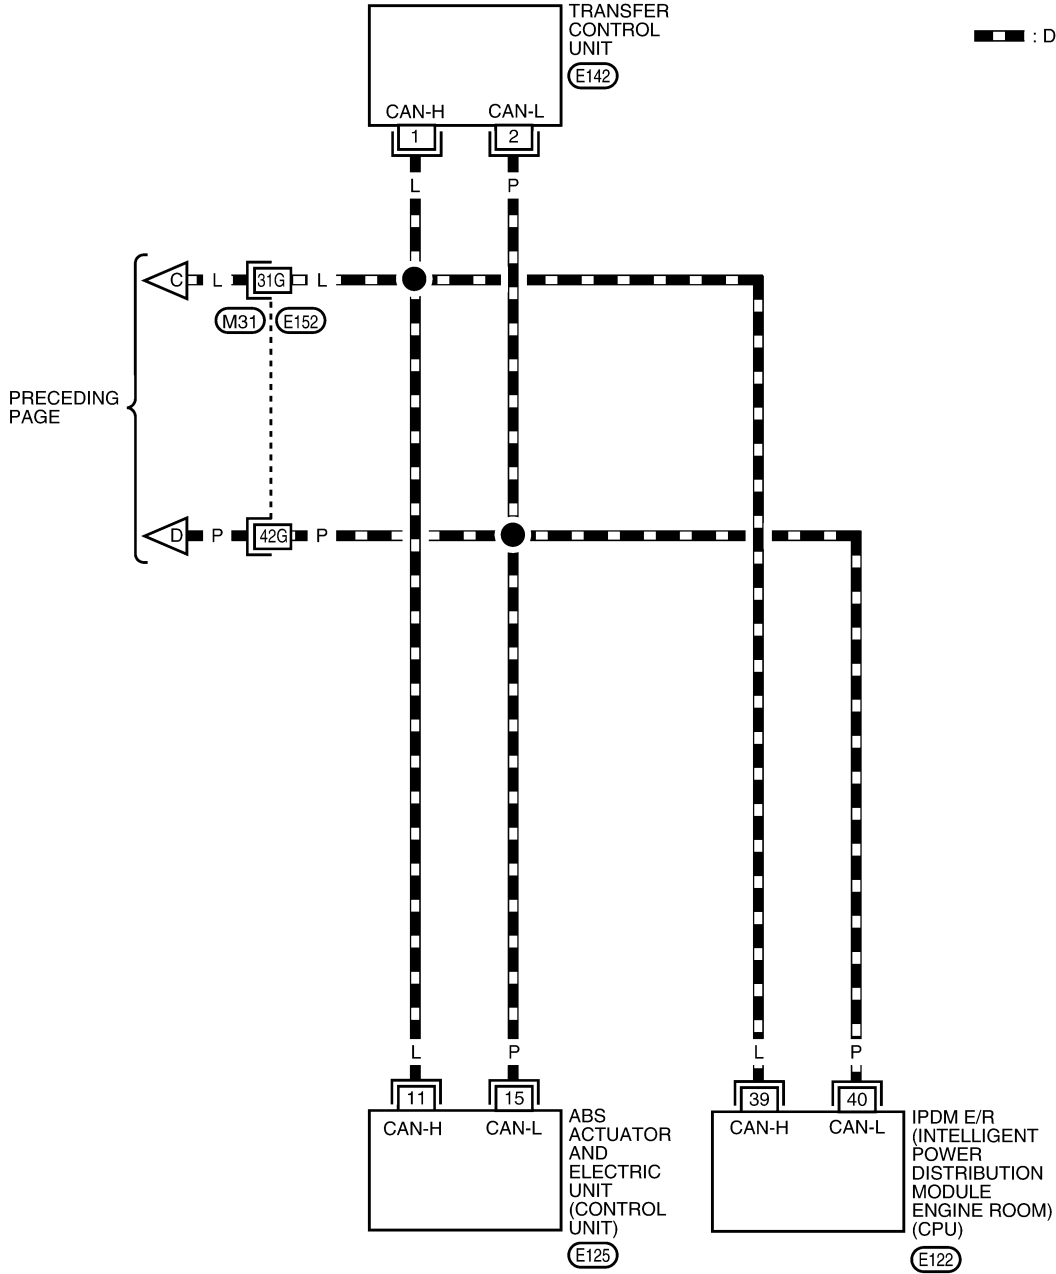 TRANSFER
CONTROL
UNIT
E142
: D
CAN-H
CAN-L
1
2
L
P
C
L
31G
L
M31
E152
PRECEDING
PAGE
D
P
42G
P
L
P
L
P
11
15
39
40
CAN-H
CAN-L
CAN-H
CAN-L
ABS
ACTUATOR
AND
ELECTRIC
UNIT
(CONTROL
UNIT)
E125
IPDM E/R
(INTELLIGENT
POWER
DISTRIBUTION
MODULE
ENGINE ROOM)
(CPU)
E122